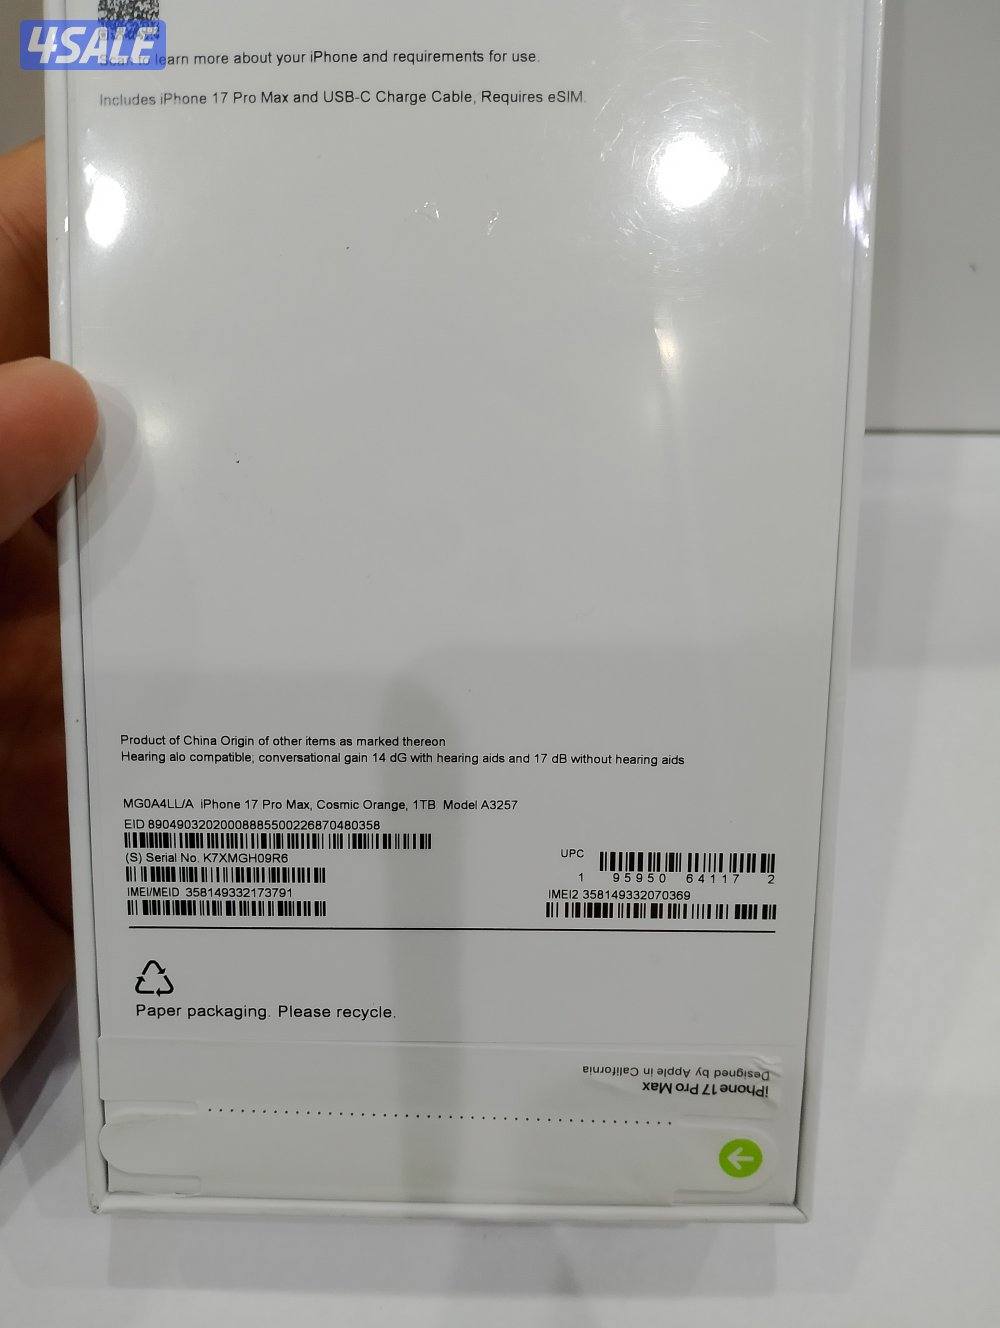 4SALE
Scan to learn more about your iPhone and requirements for use.
Includes iPhone 17 Pro Max and USB-C Charge Cable, Requires eSIM.
Product of China Origin of other items as marked thereon
Hearing alo compatible; conversational gain 14 dG with hearing aids and 17 dB without hearing aids
MG0A4LL/A iPhone 17 Pro Max, Cosmic Orange, 1TB Model A3257
EID 89049032020008885500226870480358
(S) Serial No. K7XMGH09R6
UPC
1 95950 64117 2
IMEI/MEID 358149332173791
IMEI2 358149332070369
Paper packaging. Please recycle.
iPhone 17 Pro Max
Designed by Apple in California